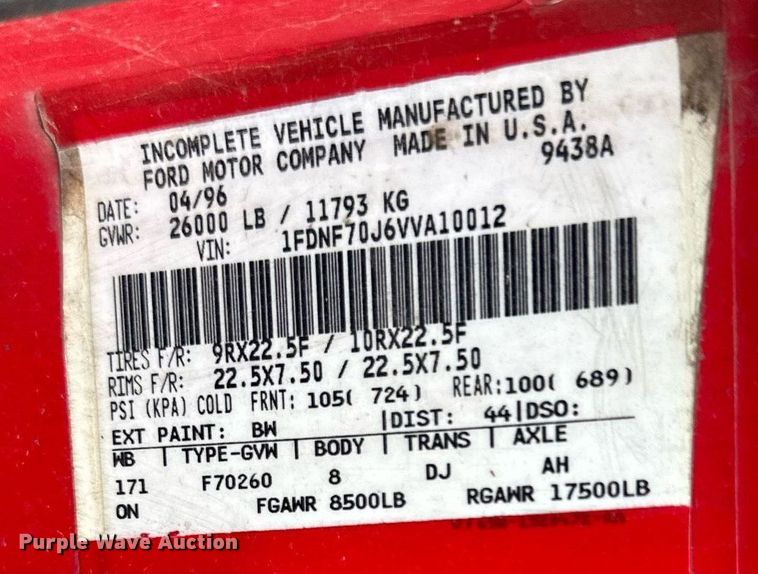 INCOMPLETE VEHICLE MANUFACTURED BY
FORD MOTOR COMPANY MADE IN U.S.A.
DATE: 04/96 9438A
GVWR: 26000 LB / 11793 KG
VIN: 1FDNF70J6VVA10012
TIRES F/R: 9RX22.5F / 10RX22.5F
RIMS F/R: 22.5X7.50 / 22.5X7.50
PSI (KPA) COLD FRNT: 105( 724) REAR:100( 689)
EXT PAINT: BW |DIST: 44|DSO:
WB | TYPE-GVW | BODY | TRANS | AXLE
171 F70260 8 DJ AH
ON FGAWR 8500LB RGAWR 17500LB
Purple Wave Auction